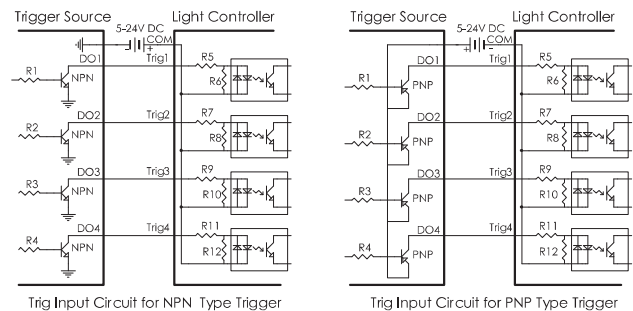 Trigger Source
Light Controller
5–24V DC
COM
+
DO1
Trig1
R5
R1
NPN
R6
DO2
Trig2
R7
R2
NPN
R8
DO3
Trig3
R9
R3
NPN
R10
DO4
Trig4
R11
R4
NPN
R12
Trig Input Circuit for NPN Type Trigger
Trigger Source
Light Controller
5–24V DC
COM
+
-
DO1
Trig1
R5
R1
PNP
R6
DO2
Trig2
R7
R2
PNP
R8
DO3
Trig3
R9
R3
PNP
R10
DO4
Trig4
R11
R4
PNP
R12
Trig Input Circuit for PNP Type Trigger